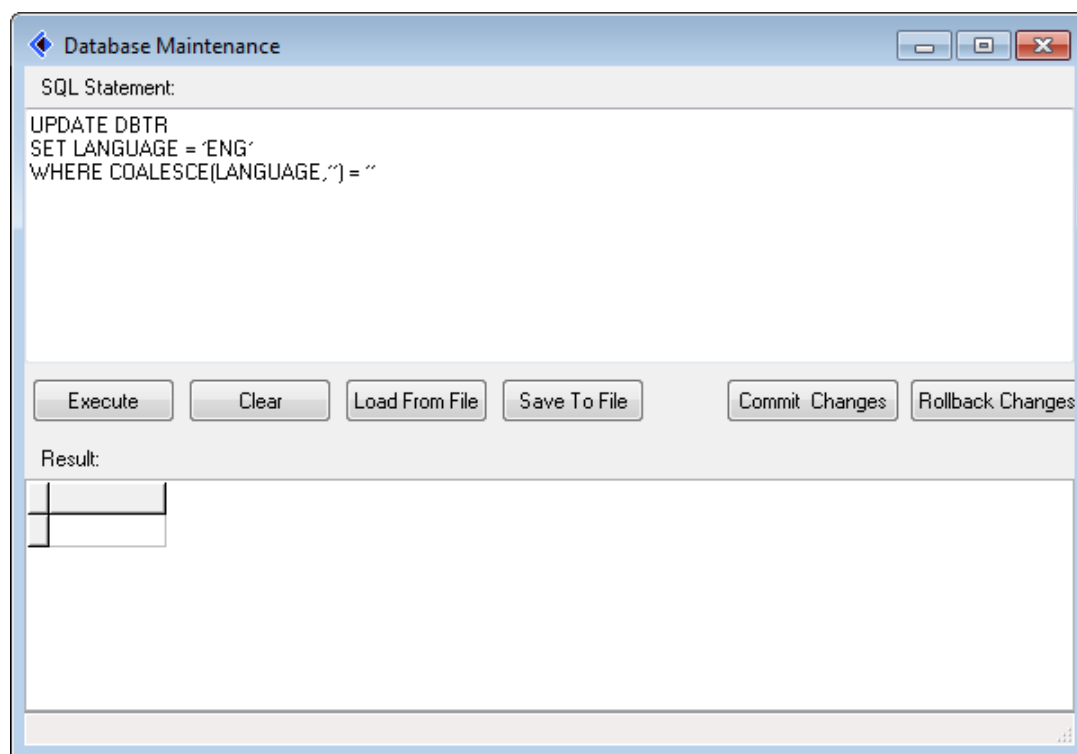 Database Maintenance
SQL Statement:
UPDATE DBTR
SET LANGUAGE = 'ENG'
WHERE COALESCE(LANGUAGE,'') = ''
Execute Clear Load From File Save To File Commit Changes Rollback Changes
Result: